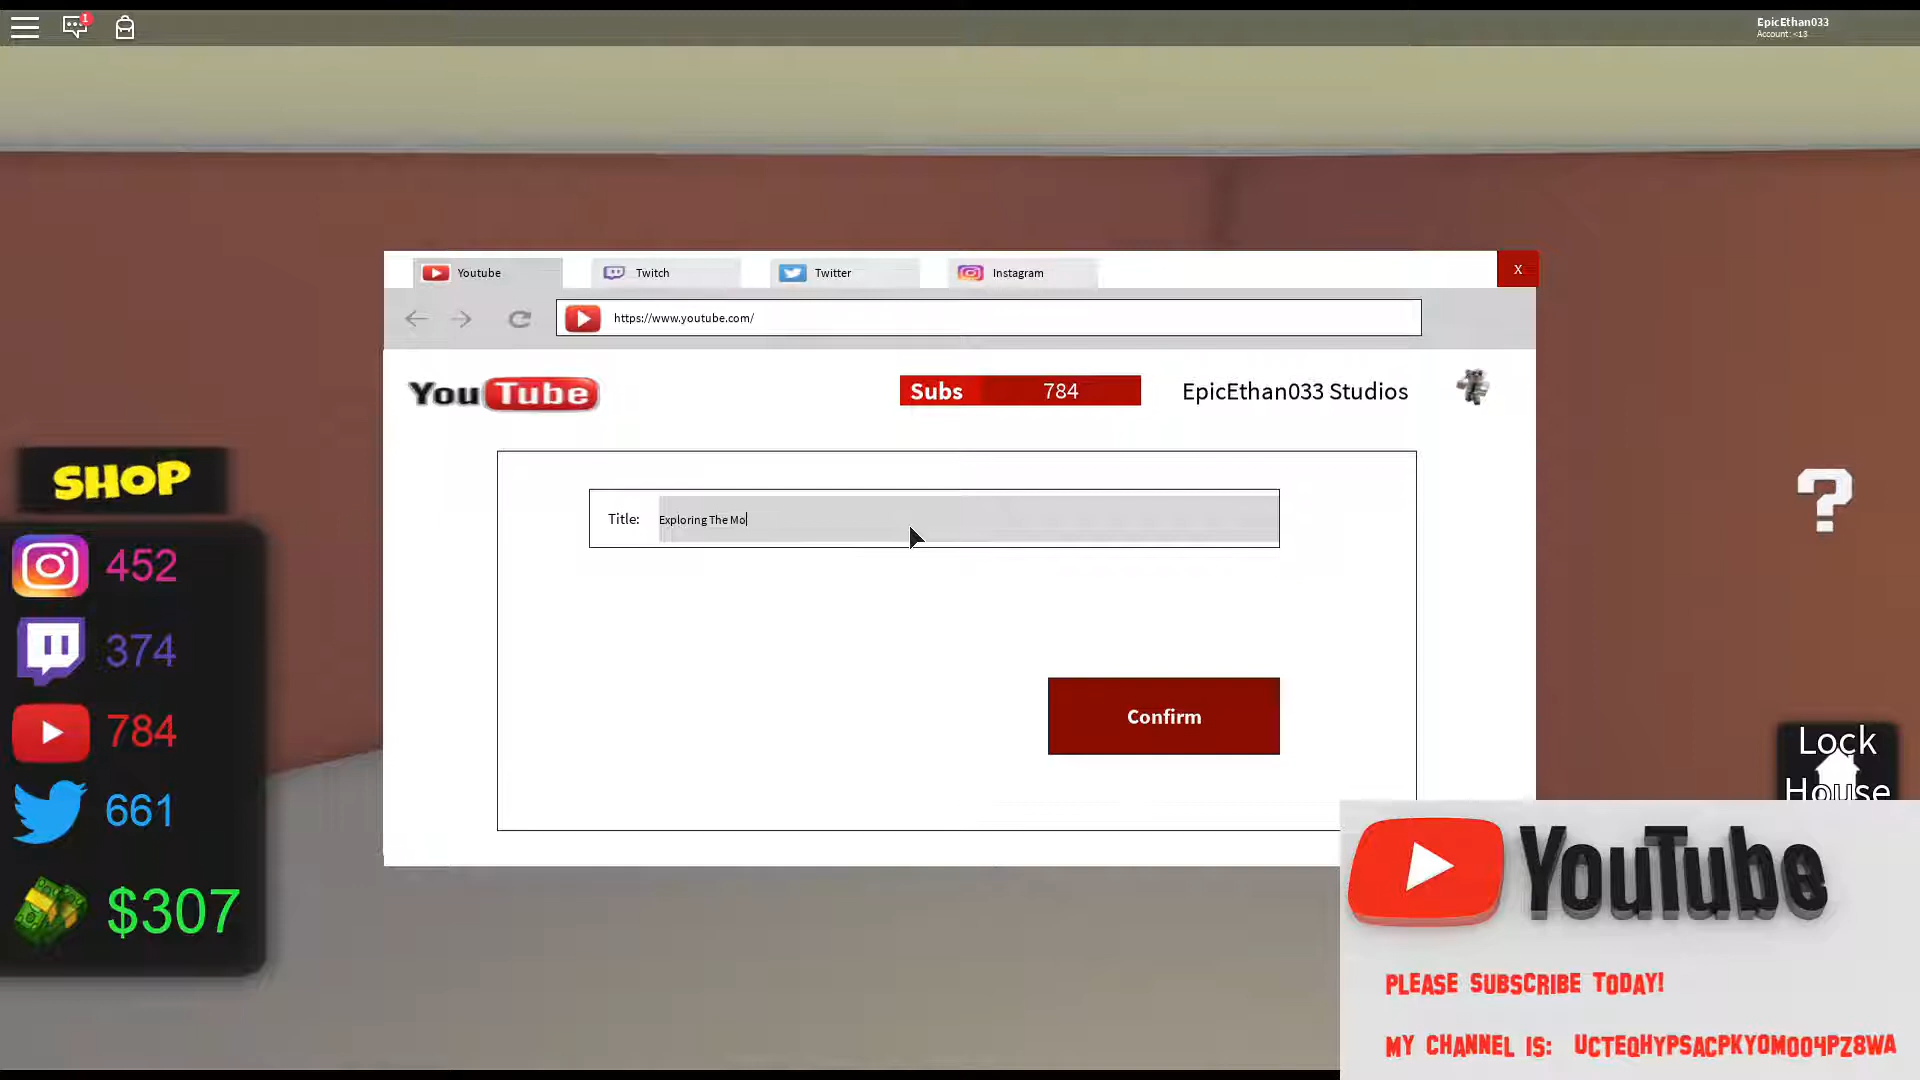 1
EpicEthan033
Account: <13
Youtube
Twitch
Twitter
Instagram
X
https://www.youtube.com/
YouTube
Subs 784
EpicEthan033 Studios
Title: Exploring The Mo
Confirm
SHOP
452
374
784
661
$307
?
Lock
House
YouTube
PLEASE SUBSCRIBE TODAY!
MY CHANNEL IS: UCTEQHYPSACPKYOMOO4PZ8WA